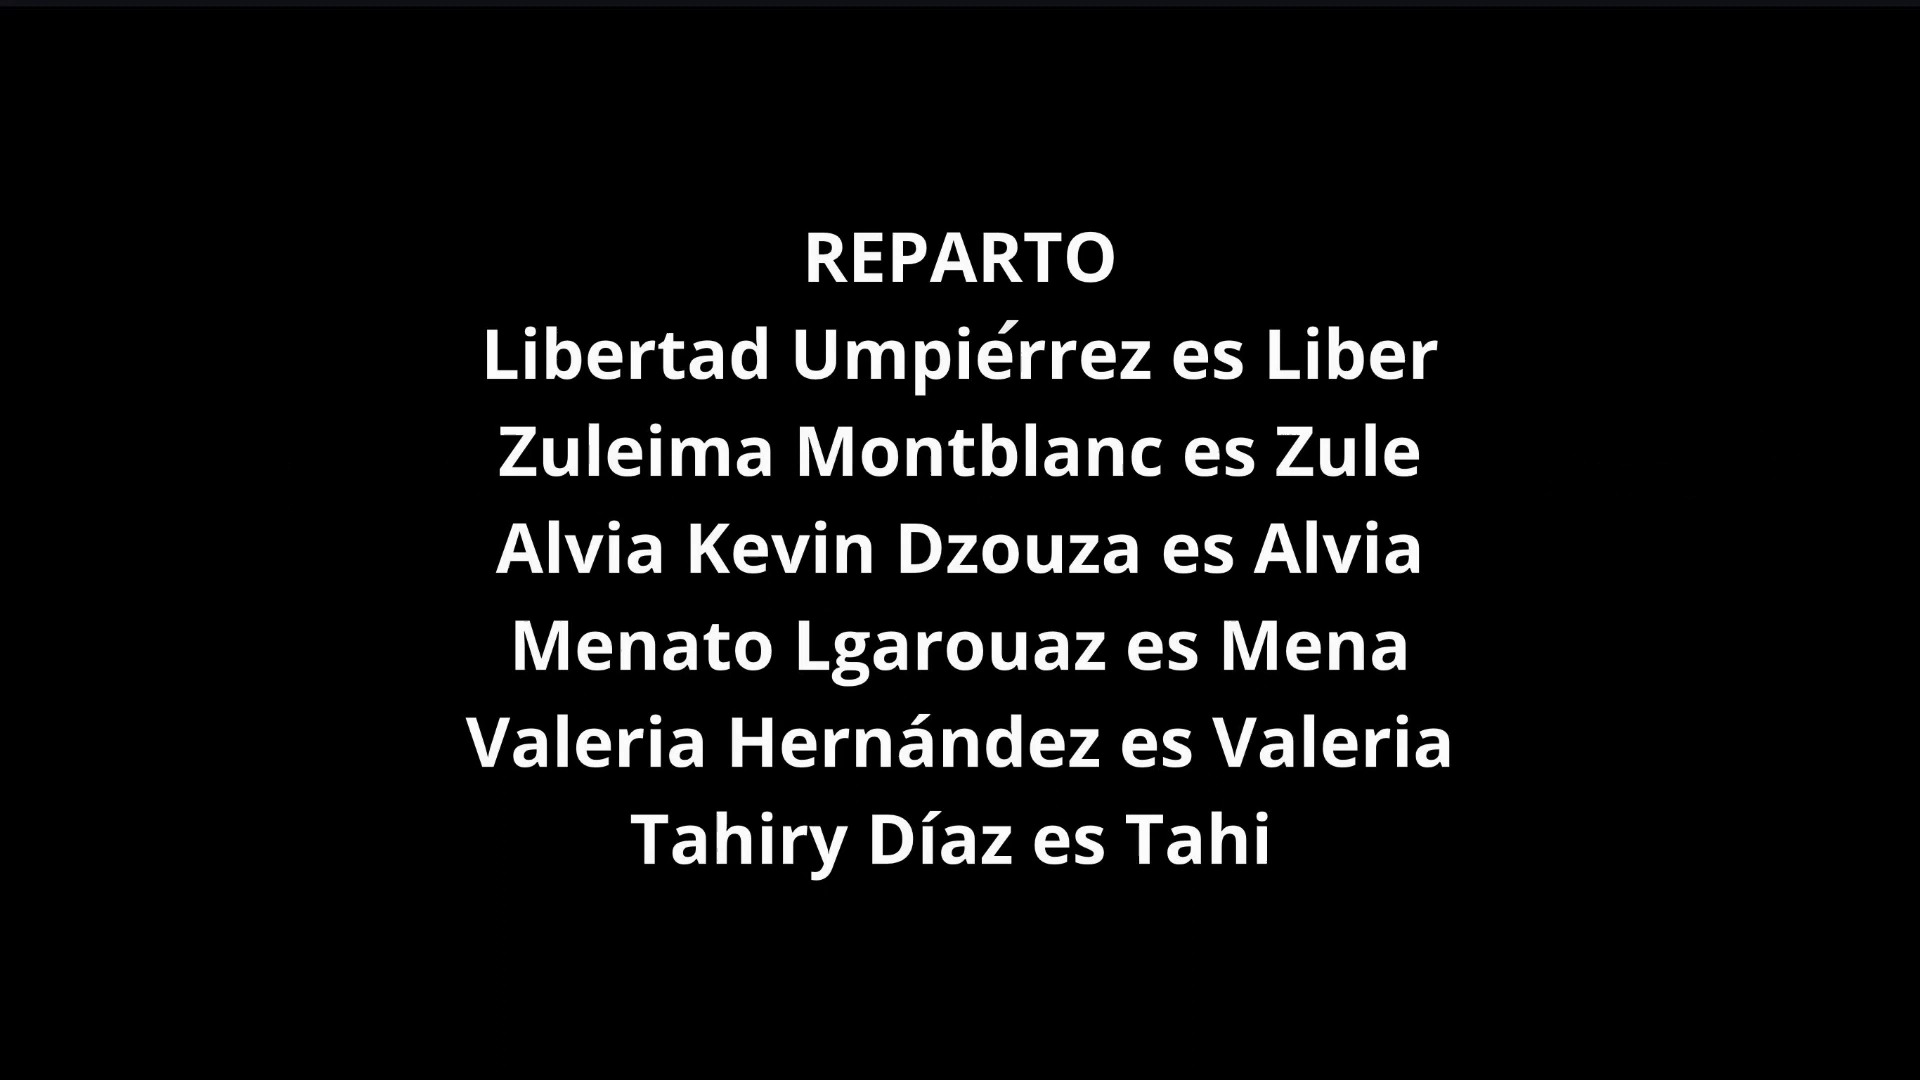 REPARTO
Libertad Umpiérrez es Liber
Zuleima Montblanc es Zule
Alvia Kevin Dzouza es Alvia
Menato Lgarouaz es Mena
Valeria Hernández es Valeria
Tahiry Díaz es Tahi